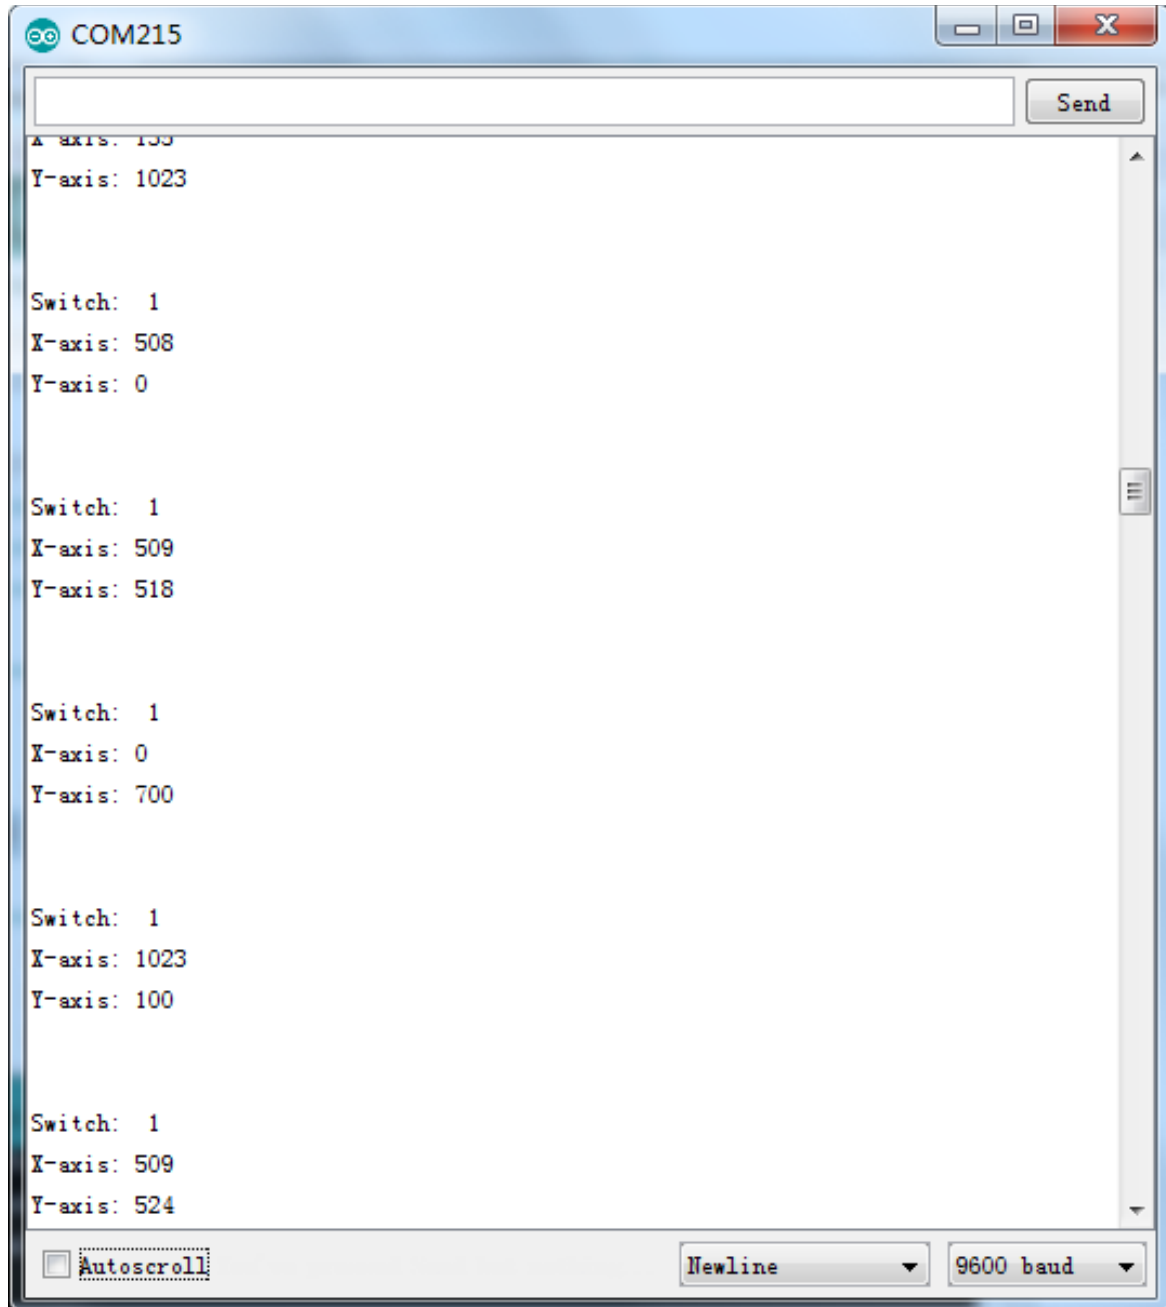 COM215
Send
Y-axis: 1023
Switch:  1
X-axis: 508
Y-axis: 0
Switch:  1
X-axis: 509
Y-axis: 518
Switch:  1
X-axis: 0
Y-axis: 700
Switch:  1
X-axis: 1023
Y-axis: 100
Switch:  1
X-axis: 509
Y-axis: 524
Autoscroll
Newline
9600 baud